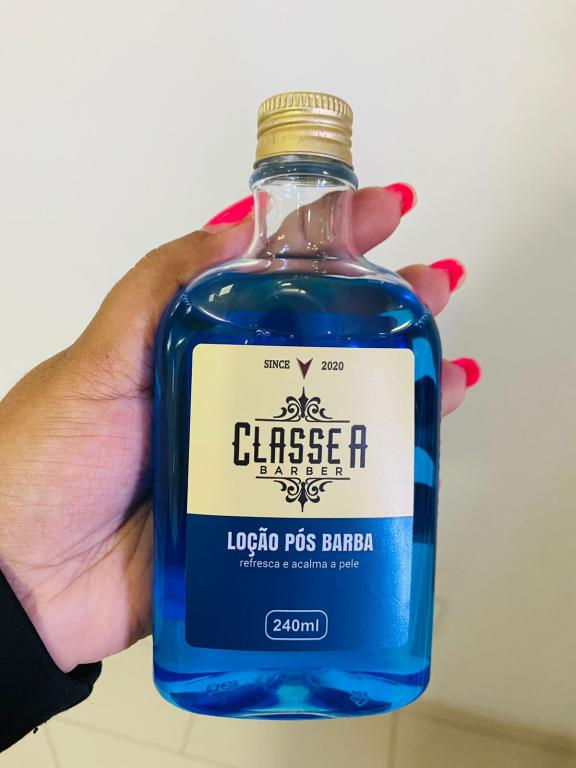 SINCE 2020
CLASSE A
BARBER
LOÇÃO PÓS BARBA
refresca e acalma a pele
240ml